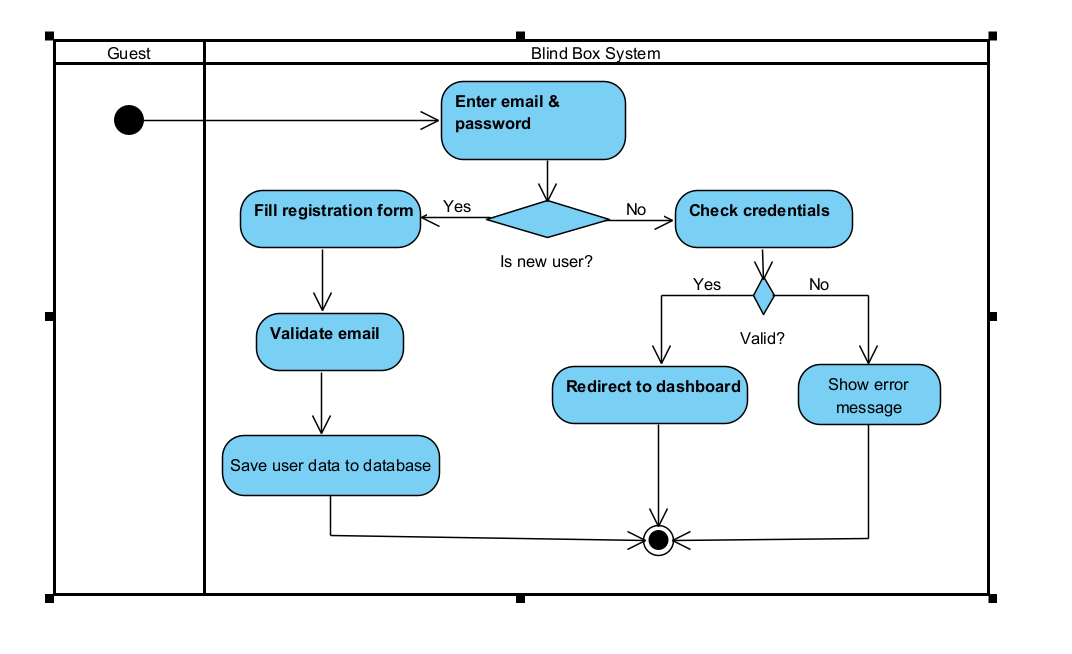 Guest
Blind Box System
Enter email &
password
Yes
No
Fill registration form
Check credentials
Is new user?
Yes
No
Validate email
Valid?
Redirect to dashboard
Show error
message
Save user data to database